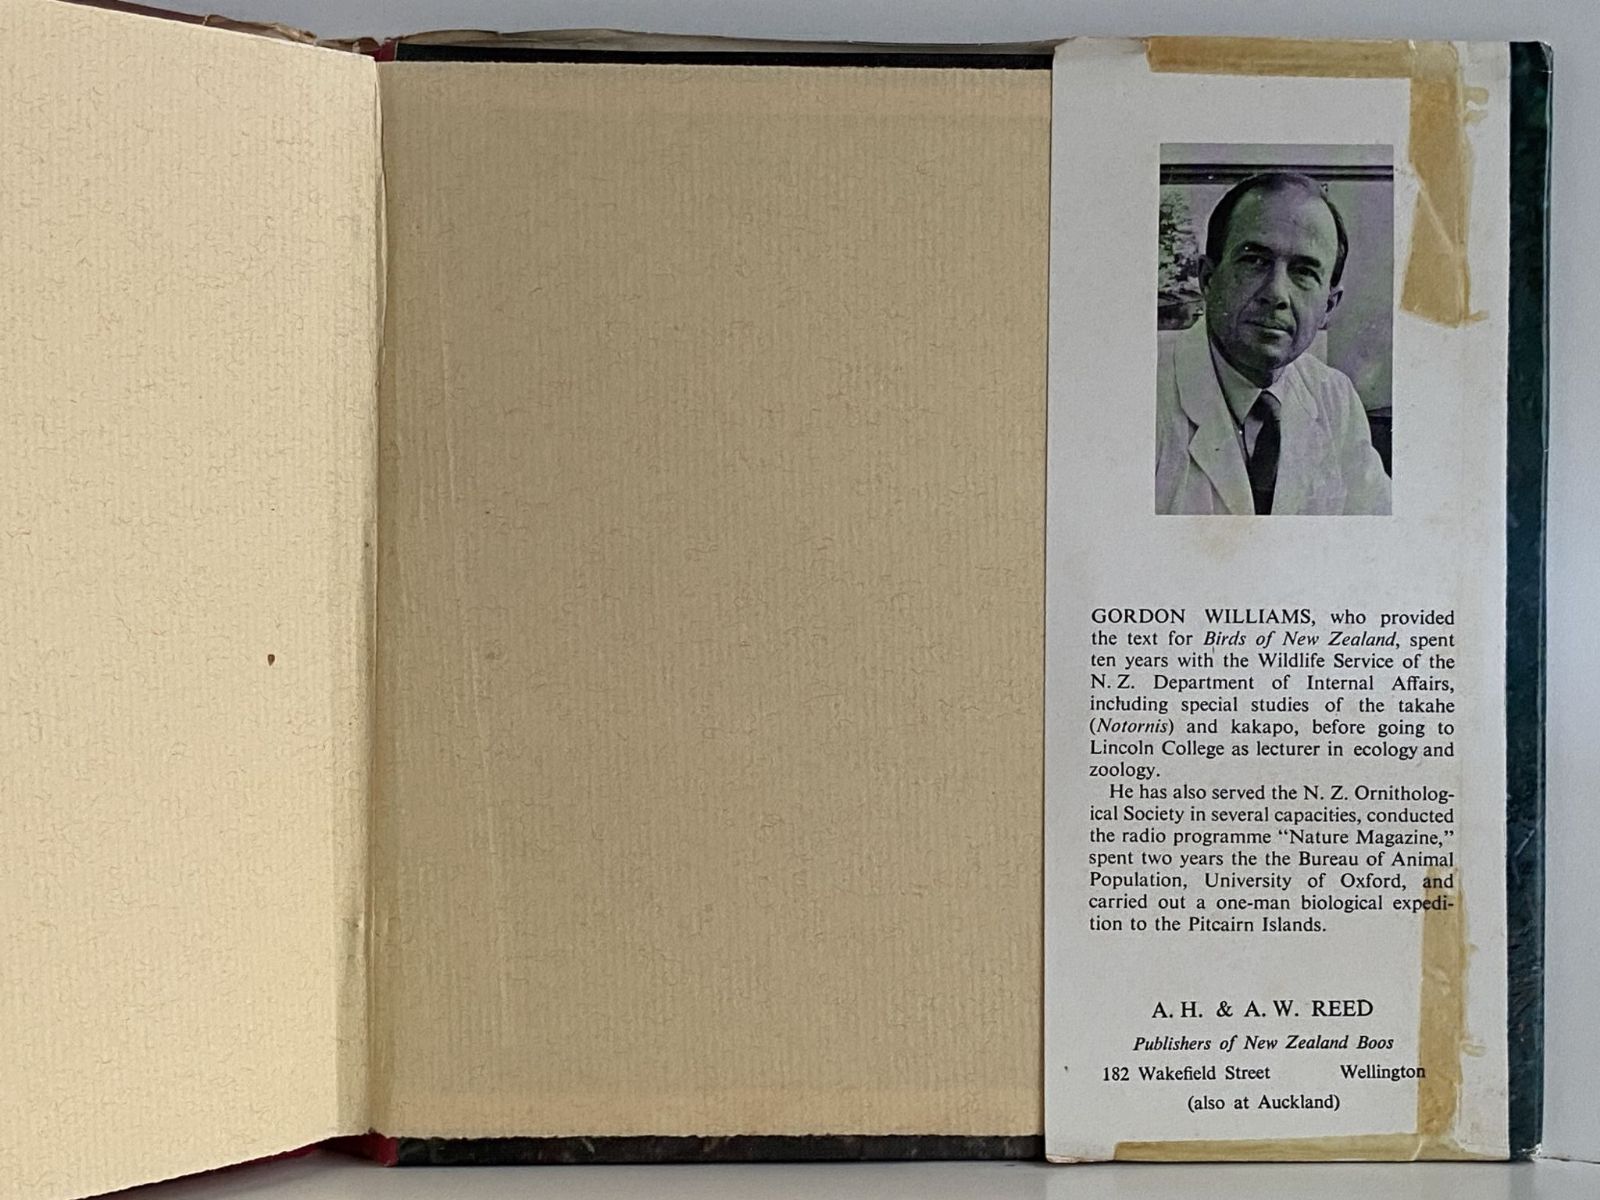 GORDON WILLIAMS, who provided
the text for Birds of New Zealand, spent
ten years with the Wildlife Service of the
N. Z. Department of Internal Affairs,
including special studies of the takahe
(Notornis) and kakapo, before going to
Lincoln College as lecturer in ecology and
zoology.
He has also served the N. Z. Ornitholog-
ical Society in several capacities, conducted
the radio programme “Nature Magazine,”
spent two years the the Bureau of Animal
Population, University of Oxford, and
carried out a one-man biological expedi-
tion to the Pitcairn Islands.
A. H. & A. W. REED
Publishers of New Zealand Boos
182 Wakefield Street Wellington
(also at Auckland)